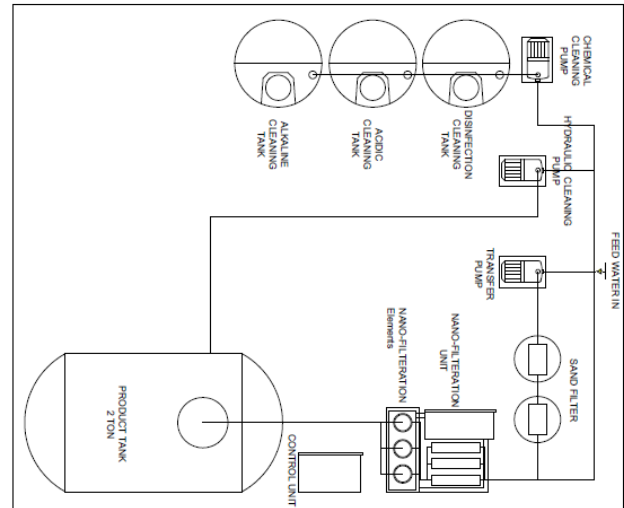 CHEMICAL
CLEANING
PUMP
DISINFECTION
CLEANING
TANK
ACIDIC
CLEANING
TANK
ALKALINE
CLEANING
TANK
HYDRAULIC CLEANING
PUMP
FEED WATER IN
TRANSFER
PUMP
SAND FILTER
NANO-FILTERATION
UNIT
NANO-FILTERATION
Elements
PRODUCT TANK
2 TON
CONTROL UNIT